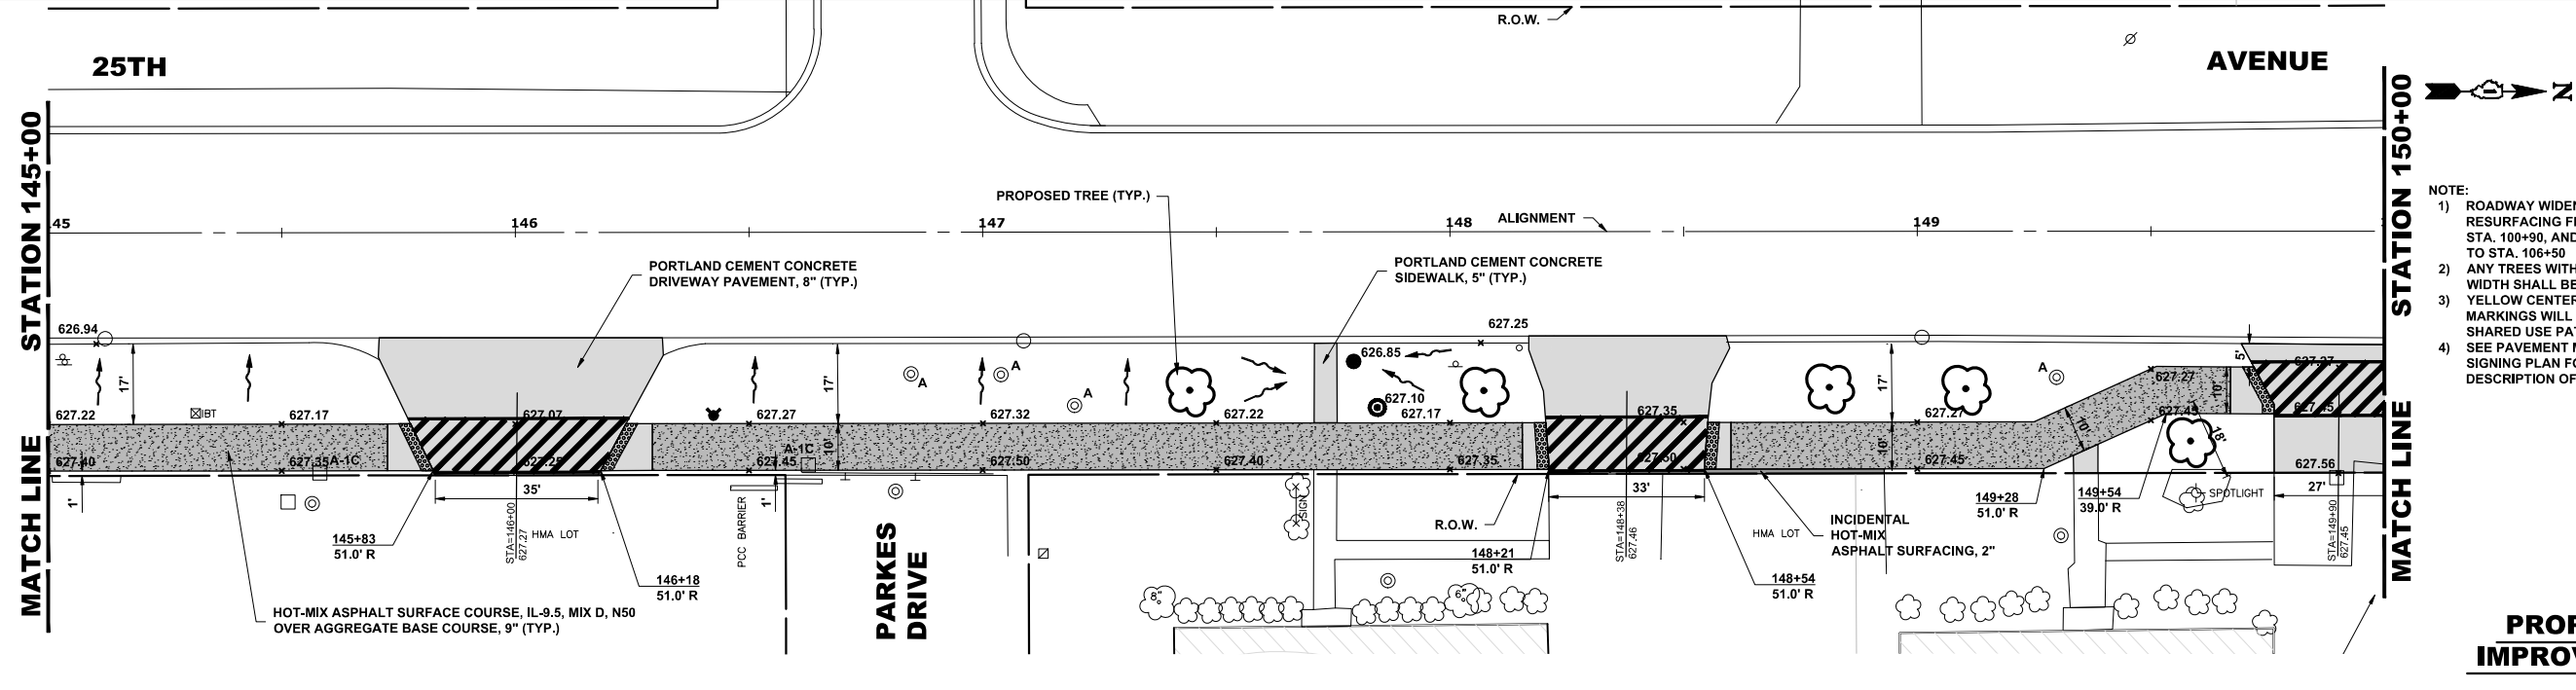 R.O.W.
25TH
AVENUE
STATION 145+00
MATCH LINE
STATION 150+00
MATCH LINE
N
45
146
147
148
149
ALIGNMENT
PROPOSED TREE (TYP.)
PORTLAND CEMENT CONCRETE
DRIVEWAY PAVEMENT, 8" (TYP.)
PORTLAND CEMENT CONCRETE
SIDEWALK, 5" (TYP.)
NOTE:
1) ROADWAY WIDEN
RESURFACING F
STA. 100+90, AND
TO STA. 106+50
2) ANY TREES WITH
WIDTH SHALL BE
3) YELLOW CENTER
MARKINGS WILL
SHARED USE PAT
4) SEE PAVEMENT M
SIGNING PLAN FO
DESCRIPTION OF
626.94
627.25
626.85
627.10
17'
17'
17'
5'
A
A
A
A
IBT
627.22
627.17
627.07
627.27
627.32
627.22
627.17
627.35
627.27
627.27
627.45
627.45
10'
10'
10'
10'
18'
627.40
627.35
A-1C
627.25
A-1C
627.45
627.50
627.40
627.35
627.50
627.45
627.27
627.56
1'
1'
35'
33'
27'
STA=146+00
627.27
HMA LOT
PCC BARRIER
SIGN
STA=148+38
627.46
HMA LOT
SPOTLIGHT
STA=149+90
627.45
145+83
51.0' R
146+18
51.0' R
PARKES
DRIVE
R.O.W.
148+21
51.0' R
148+54
51.0' R
INCIDENTAL
HOT-MIX
ASPHALT SURFACING, 2"
149+28
51.0' R
149+54
39.0' R
8"
6"
HOT-MIX ASPHALT SURFACE COURSE, IL-9.5, MIX D, N50
OVER AGGREGATE BASE COURSE, 9" (TYP.)
PROP
IMPROV